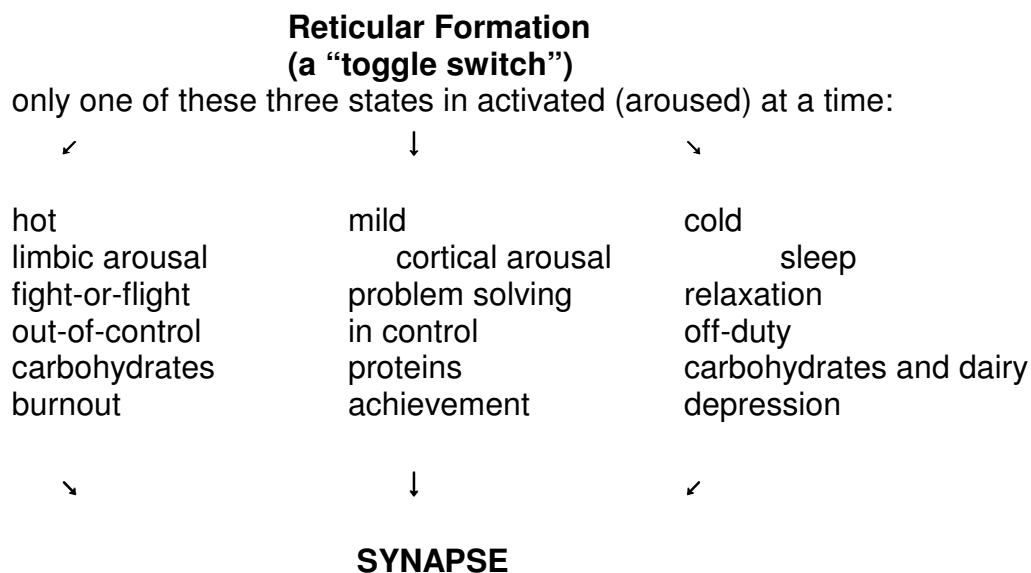 Reticular Formation
(a “toggle switch”)
only one of these three states in activated (aroused) at a time:
↙ ↓ ↘
hot mild cold
limbic arousal cortical arousal sleep
fight-or-flight problem solving relaxation
out-of-control in control off-duty
carbohydrates proteins carbohydrates and dairy
burnout achievement depression
↘ ↓ ↙
SYNAPSE